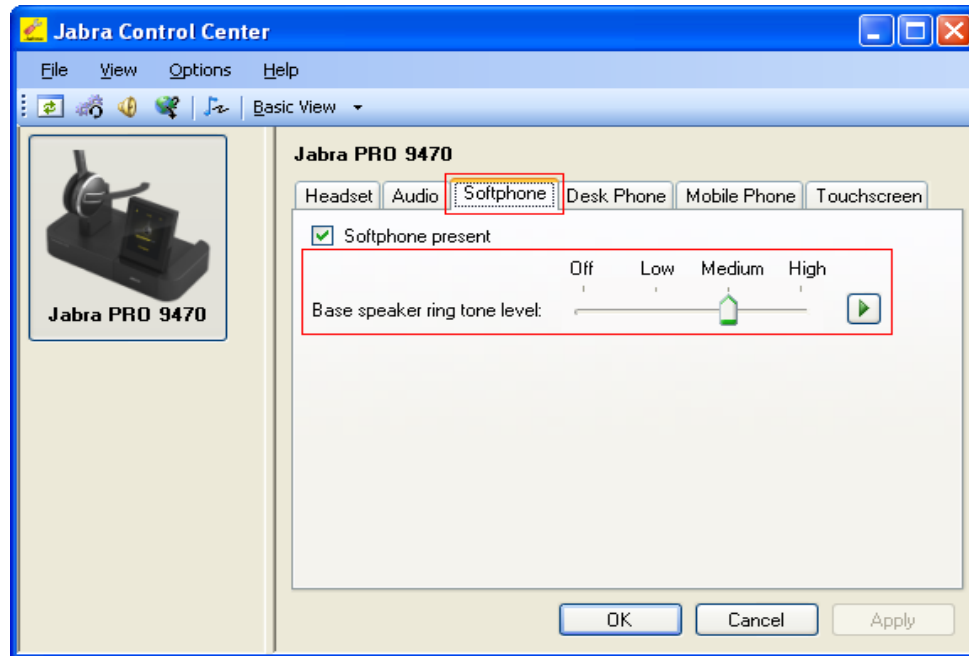 Jabra Control Center
File View Options Help
Basic View
Jabra PRO 9470
Jabra PRO 9470
Headset Audio Softphone Desk Phone Mobile Phone Touchscreen
Softphone present
Off Low Medium High
Base speaker ring tone level:
OK Cancel Apply